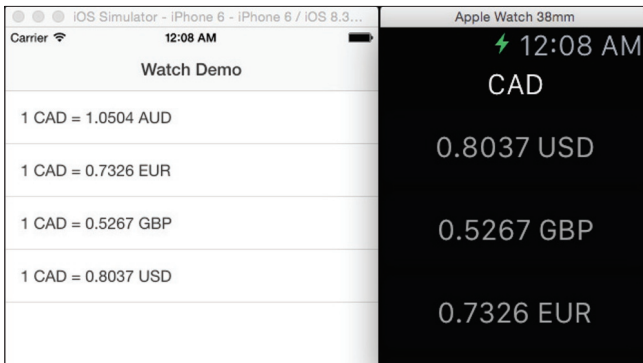 iOS Simulator - iPhone 6 - iPhone 6 / iOS 8.3...
Carrier 12:08 AM
Watch Demo
1 CAD = 1.0504 AUD
1 CAD = 0.7326 EUR
1 CAD = 0.5267 GBP
1 CAD = 0.8037 USD
Apple Watch 38mm
12:08 AM
CAD
0.8037 USD
0.5267 GBP
0.7326 EUR